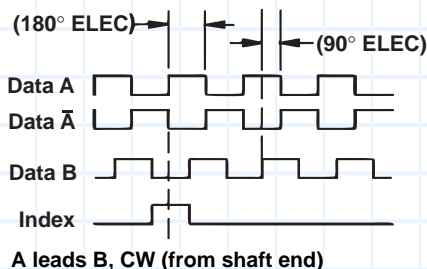 (180° ELEC)
(90° ELEC)
Data A
Data A̅
Data B
Index
A leads B, CW (from shaft end)